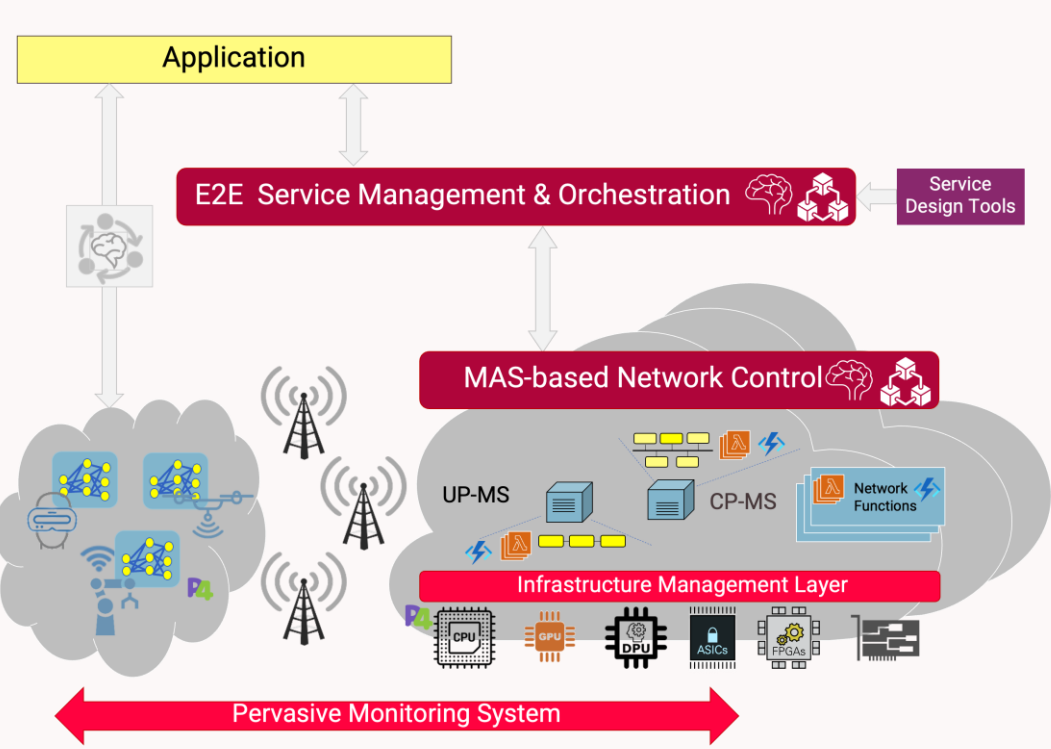 Application
E2E Service Management & Orchestration
Service
Design Tools
MAS-based Network Control
λ
UP-MS
CP-MS
λ
Network
Functions
λ
P4
Infrastructure Management Layer
P4
CPU
GPU
DPU
ASICs
FPGAs
Pervasive Monitoring System